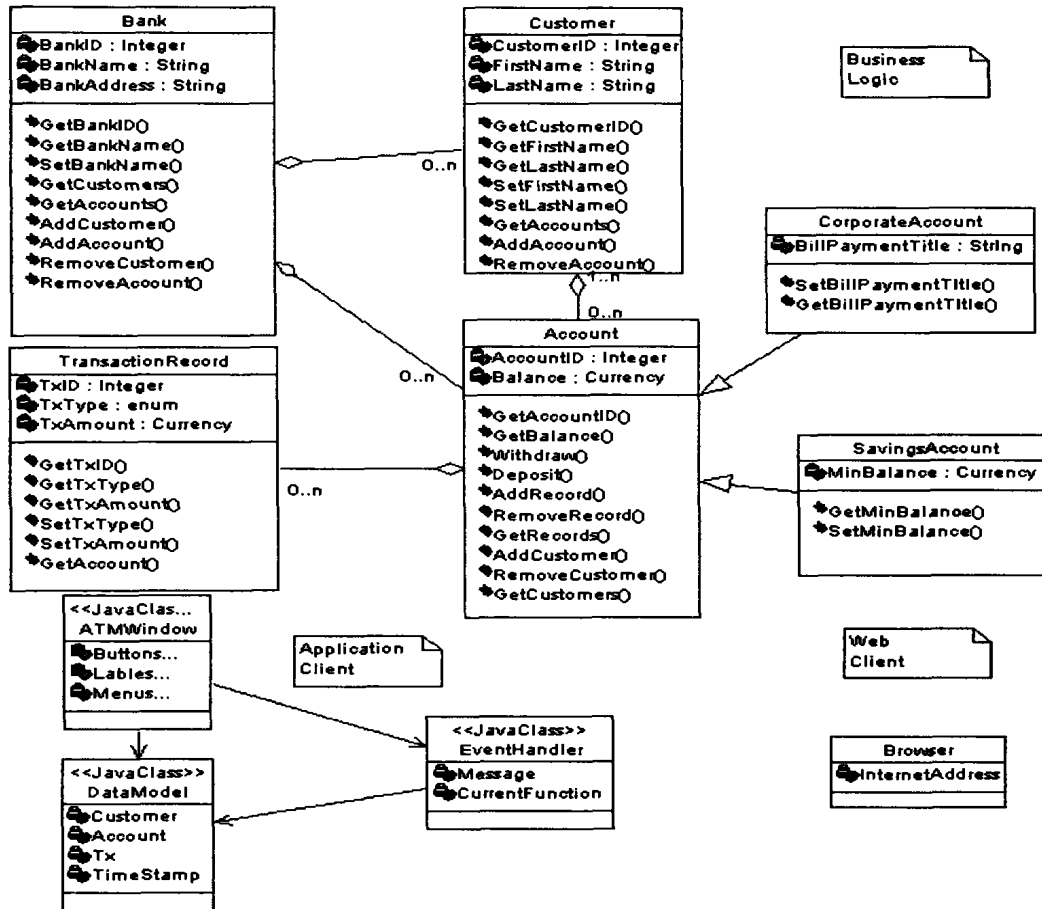 Bank
BankID : Integer
BankName : String
BankAddress : String
GetBankID()
GetBankName()
SetBankName()
GetCustomers()
GetAccounts()
AddCustomer()
AddAccount()
RemoveCustomer()
RemoveAccount()
Customer
CustomerID : Integer
FirstName : String
LastName : String
GetCustomerID()
GetFirstName()
GetLastName()
SetFirstName()
SetLastName()
GetAccounts()
AddAccount()
RemoveAccount()
Business
Logic
0..n
1..n
0..n
0..n
CorporateAccount
BillPaymentTitle : String
SetBillPaymentTitle()
GetBillPaymentTitle()
TransactionRecord
TxID : Integer
TxType : enum
TxAmount : Currency
GetTxID()
GetTxType()
GetTxAmount()
SetTxType()
SetTxAmount()
GetAccount()
0..n
Account
AccountID : Integer
Balance : Currency
GetAccountID()
GetBalance()
Withdraw()
Deposit()
AddRecord()
RemoveRecord()
GetRecords()
AddCustomer()
RemoveCustomer()
GetCustomers()
SavingsAccount
MinBalance : Currency
GetMinBalance()
SetMinBalance()
<<JavaClas...
ATMWindow
Buttons...
Lables...
Menus...
Application
Client
Web
Client
<<JavaClass>>
EventHandler
Message
CurrentFunction
Browser
InternetAddress
<<JavaClass>>
DataModel
Customer
Account
Tx
TimeStamp